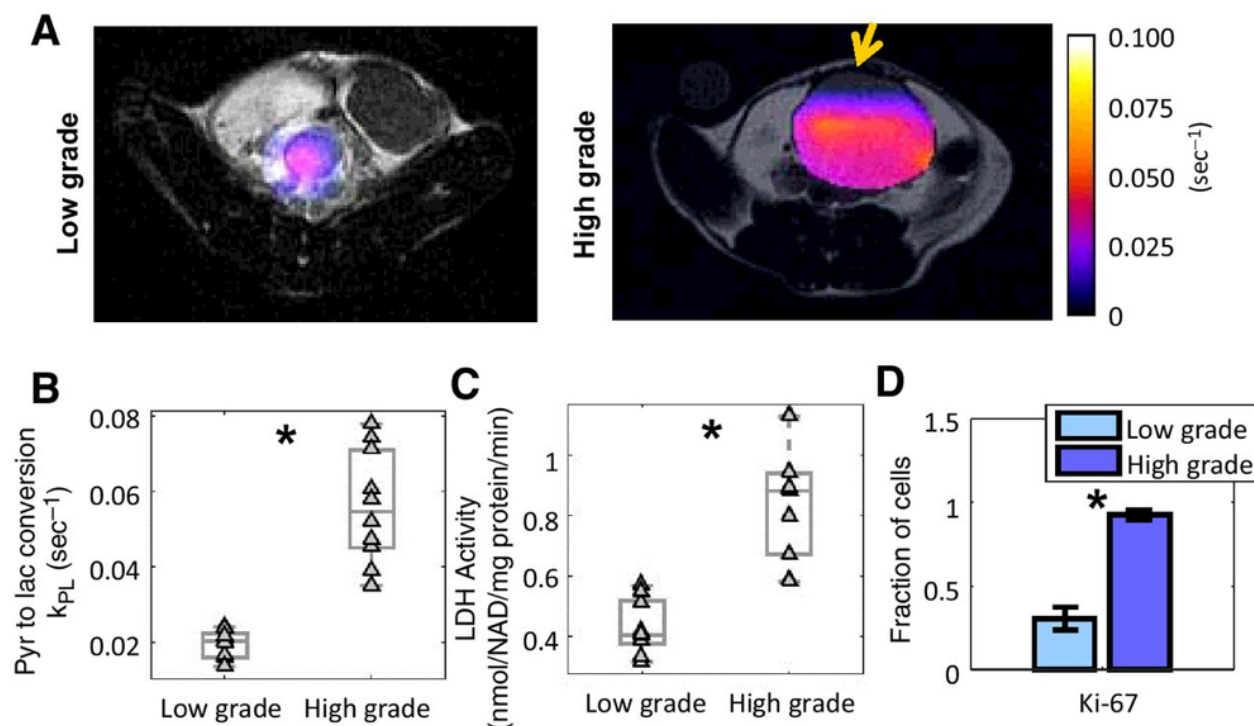 A
Low grade
High grade
0.100
0.075
0.050
0.025
0
(sec⁻¹)
B
Pyr to lac conversion
kPL (sec⁻¹)
0.08
0.06
0.04
0.02
*
Low grade High grade
C
LDH Activity
(nmol/NAD/mg protein/min)
1
0.8
0.6
0.4
*
Low grade High grade
D
Fraction of cells
1.5
1
0.5
0
Low grade
High grade
*
Ki-67